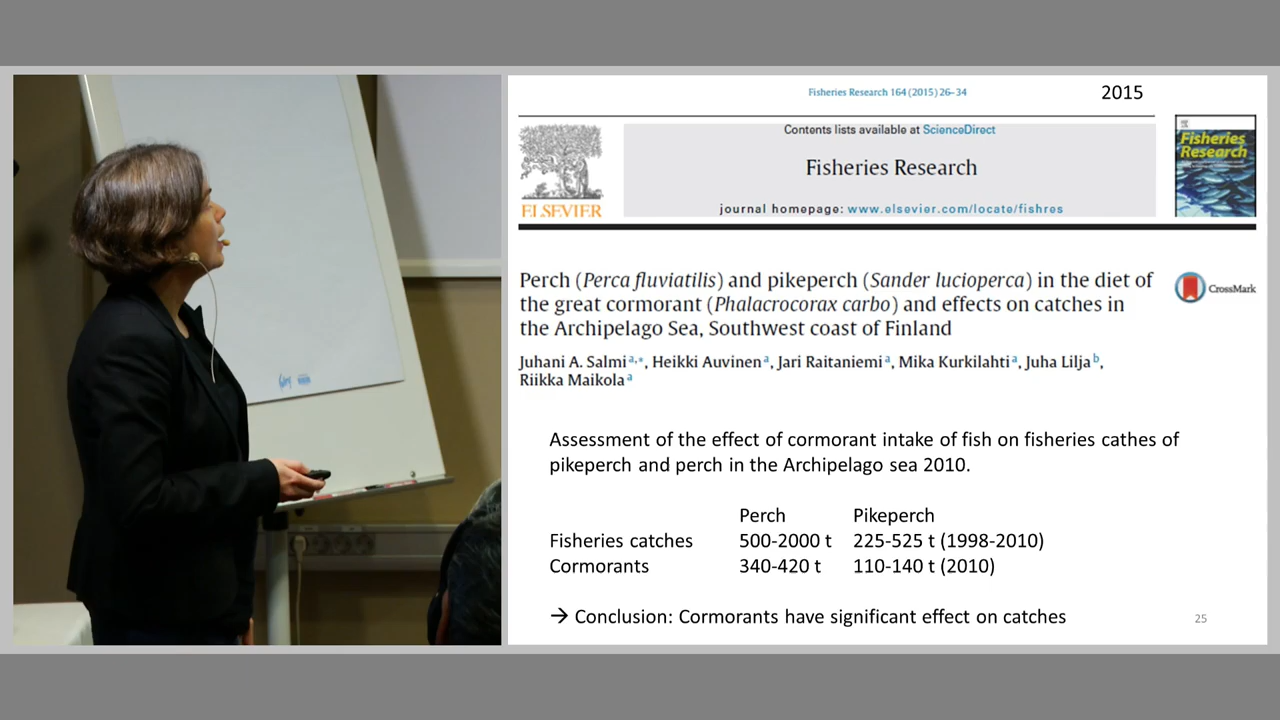 Fisheries Research 164 (2015) 26–34
2015
Contents lists available at ScienceDirect
Fisheries Research
journal homepage: www.elsevier.com/locate/fishres
ELSEVIER
Fisheries
Research
Perch (Perca fluviatilis) and pikeperch (Sander lucioperca) in the diet of
the great cormorant (Phalacrocorax carbo) and effects on catches in
the Archipelago Sea, Southwest coast of Finland
CrossMark
Juhani A. Salmi a,*, Heikki Auvinen a, Jari Raitaniemi a, Mika Kurkilahti a, Juha Lilja b,
Riikka Maikola a
Assessment of the effect of cormorant intake of fish on fisheries cathes of
pikeperch and perch in the Archipelago sea 2010.
Perch Pikeperch
Fisheries catches 500-2000 t 225-525 t (1998-2010)
Cormorants 340-420 t 110-140 t (2010)
→ Conclusion: Cormorants have significant effect on catches
25